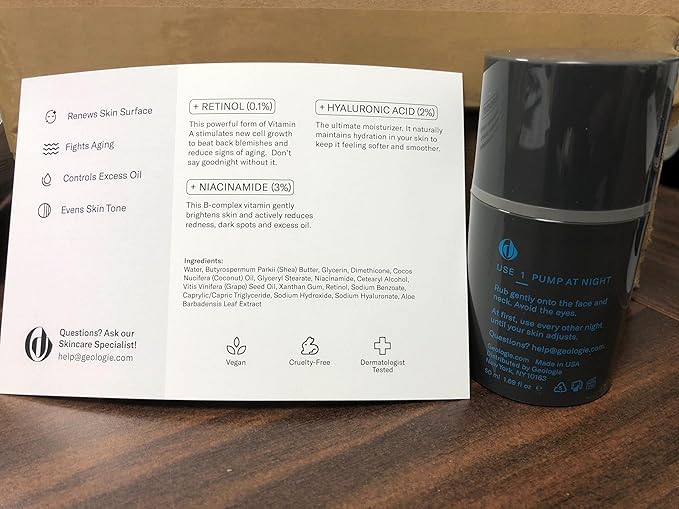 Renews Skin Surface
Fights Aging
Controls Excess Oil
Evens Skin Tone
Questions? Ask our
Skincare Specialist!
help@geologie.com
+ RETINOL (0.1%)
This powerful form of Vitamin
A stimulates new cell growth
to beat back blemishes and
reduce signs of aging. Don't
say goodnight without it.
+ HYALURONIC ACID (2%)
The ultimate moisturizer. It naturally
maintains hydration in your skin to
keep it feeling softer and smoother.
+ NIACINAMIDE (3%)
This B-complex vitamin gently
brightens skin and actively reduces
redness, dark spots and excess oil.
Ingredients:
Water, Butyrospermum Parkii (Shea) Butter, Glycerin, Dimethicone, Cocos
Nucifera (Coconut) Oil, Glyceryl Stearate, Niacinamide, Cetearyl Alcohol,
Vitis Vinifera (Grape) Seed Oil, Xanthan Gum, Retinol, Sodium Benzoate,
Caprylic/Capric Triglyceride, Sodium Hydroxide, Sodium Hyaluronate, Aloe
Barbadensis Leaf Extract
Vegan
Cruelty-Free
Dermatologist
Tested
USE 1 PUMP AT NIGHT
Rub gently onto the face and
neck. Avoid the eyes.
At first, use every other night
until your skin adjusts.
Questions? help@geologie.com.
Geologie.com Made in USA
Distributed by Geologie
New York, NY10163
50 ml 1.69 fl oz e